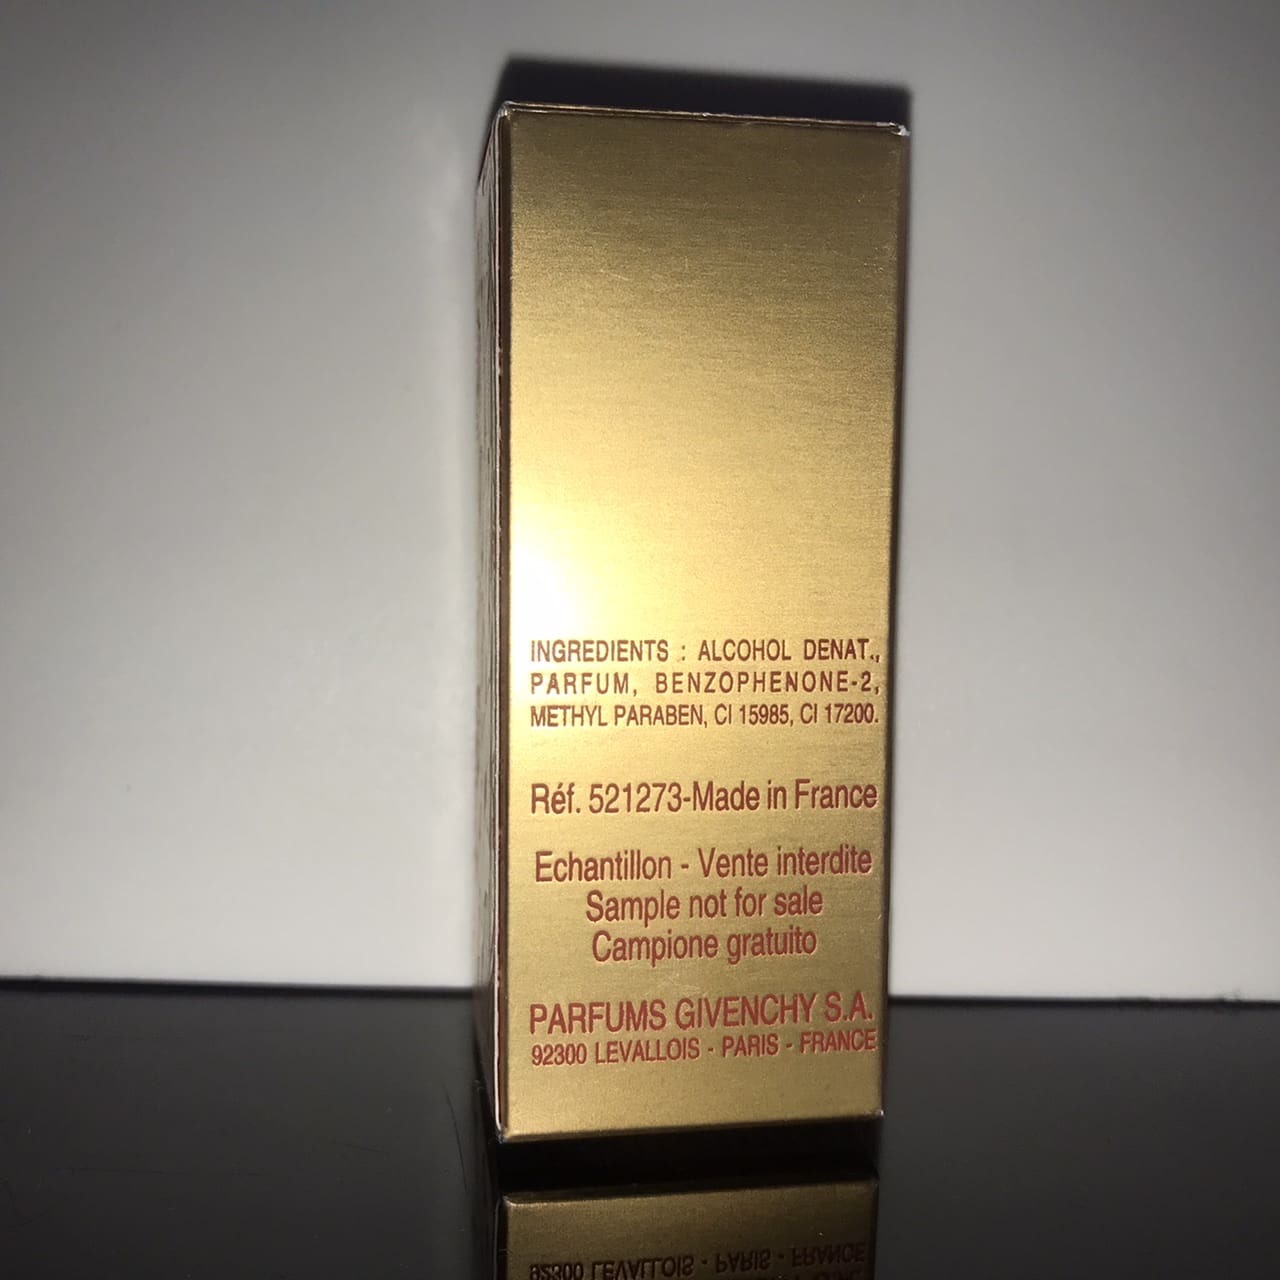 INGREDIENTS : ALCOHOL DENAT.,
PARFUM, BENZOPHENONE-2,
METHYL PARABEN, CI 15985, CI 17200.
Réf. 521273-Made in France
Echantillon - Vente interdite
Sample not for sale
Campione gratuito
PARFUMS GIVENCHY S.A.
92300 LEVALLOIS - PARIS - FRANCE